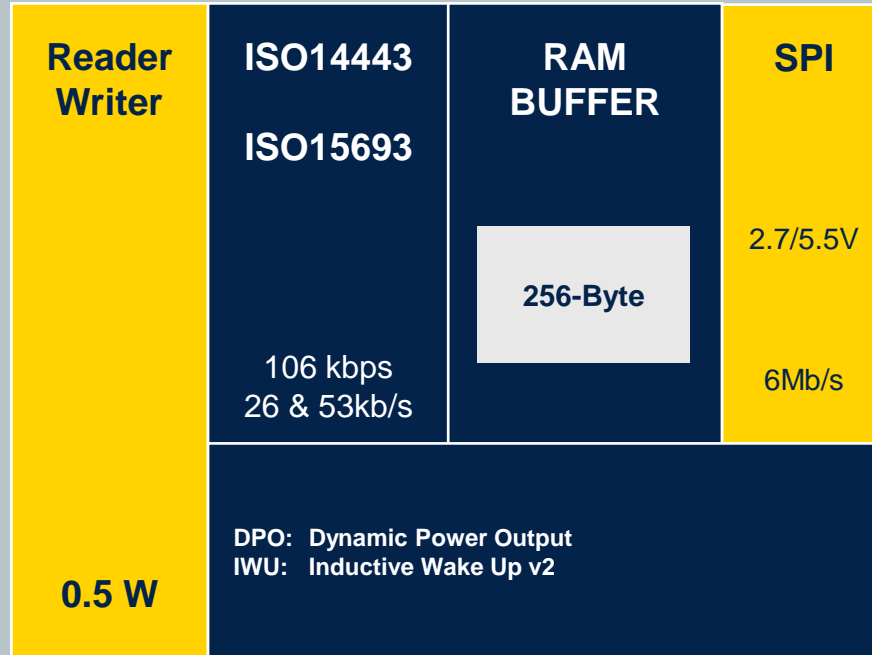 Reader
Writer
0.5 W
ISO14443
ISO15693
106 kbps
26 & 53kb/s
RAM
BUFFER
256-Byte
SPI
2.7/5.5V
6Mb/s
DPO: Dynamic Power Output
IWU: Inductive Wake Up v2